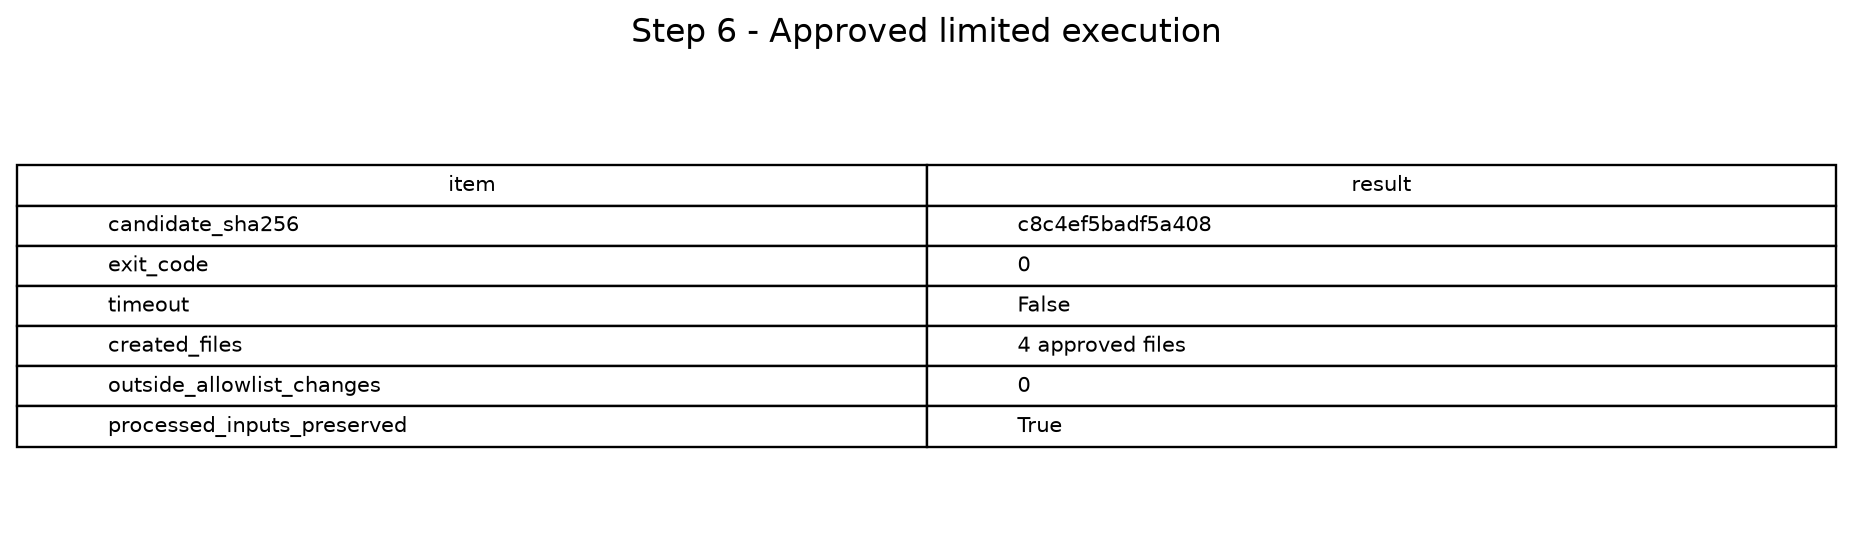 Step 6 - Approved limited execution
item result
candidate_sha256 c8c4ef5badf5a408
exit_code 0
timeout False
created_files 4 approved files
outside_allowlist_changes 0
processed_inputs_preserved True